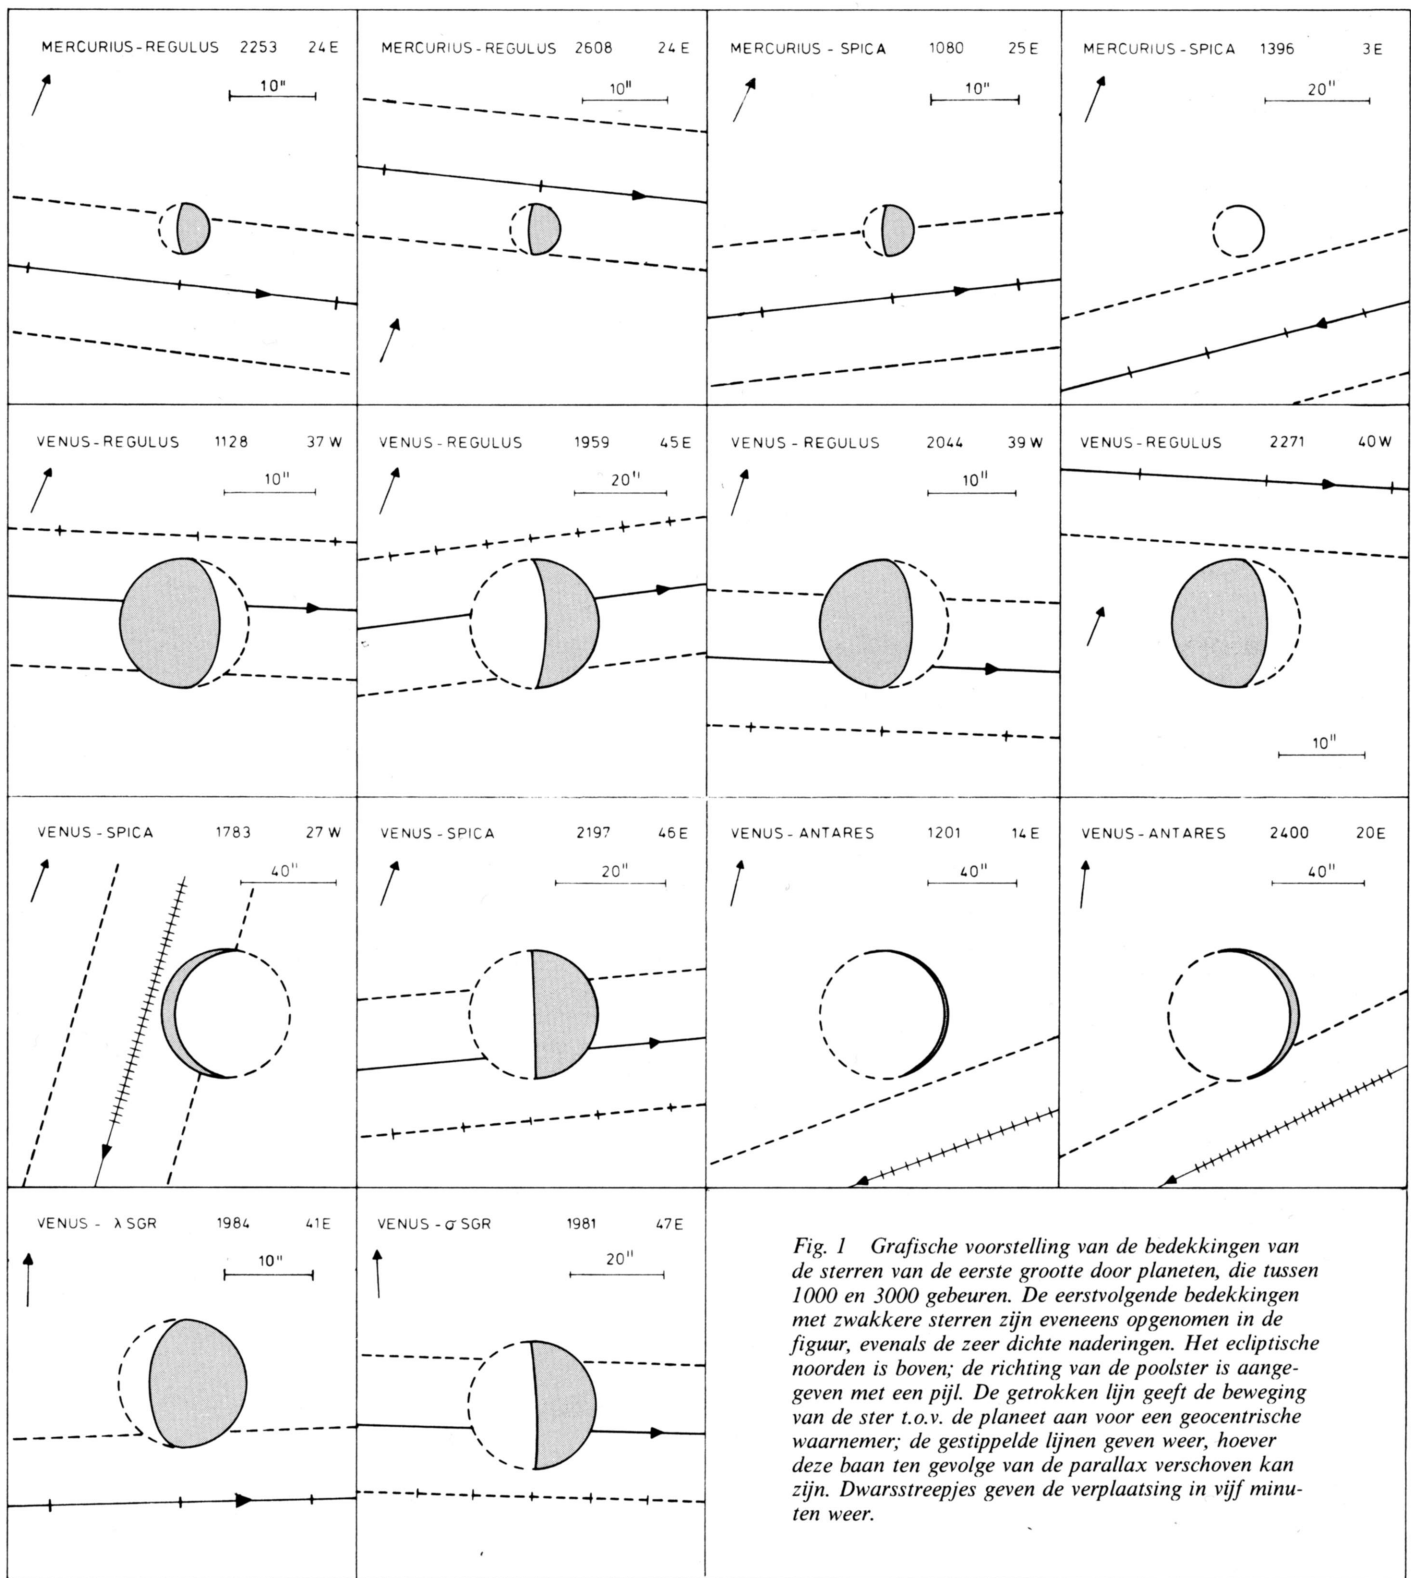 MERCURIUS-REGULUS 2253 24E
10"
MERCURIUS-REGULUS 2608 24E
10"
MERCURIUS - SPICA 1080 25E
10"
MERCURIUS-SPICA 1396 3E
20"
VENUS-REGULUS 1128 37W
10"
VENUS-REGULUS 1959 45E
20"
VENUS-REGULUS 2044 39W
10"
VENUS-REGULUS 2271 40W
10"
VENUS-SPICA 1783 27W
40"
VENUS-SPICA 2197 46E
20"
VENUS-ANTARES 1201 14E
40"
VENUS-ANTARES 2400 20E
40"
VENUS - λ SGR 1984 41E
10"
VENUS-σ SGR 1981 47E
20"
Fig. 1 Grafische voorstelling van de bedekkingen van
de sterren van de eerste grootte door planeten, die tussen
1000 en 3000 gebeuren. De eerstvolgende bedekkingen
met zwakkere sterren zijn eveneens opgenomen in de
figuur, evenals de zeer dichte naderingen. Het ecliptische
noorden is boven; de richting van de poolster is aange-
geven met een pijl. De getrokken lijn geeft de beweging
van de ster t.o.v. de planeet aan voor een geocentrische
waarnemer; de gestippelde lijnen geven weer, hoever
deze baan ten gevolge van de parallax verschoven kan
zijn. Dwarsstreepjes geven de verplaatsing in vijf minu-
ten weer.